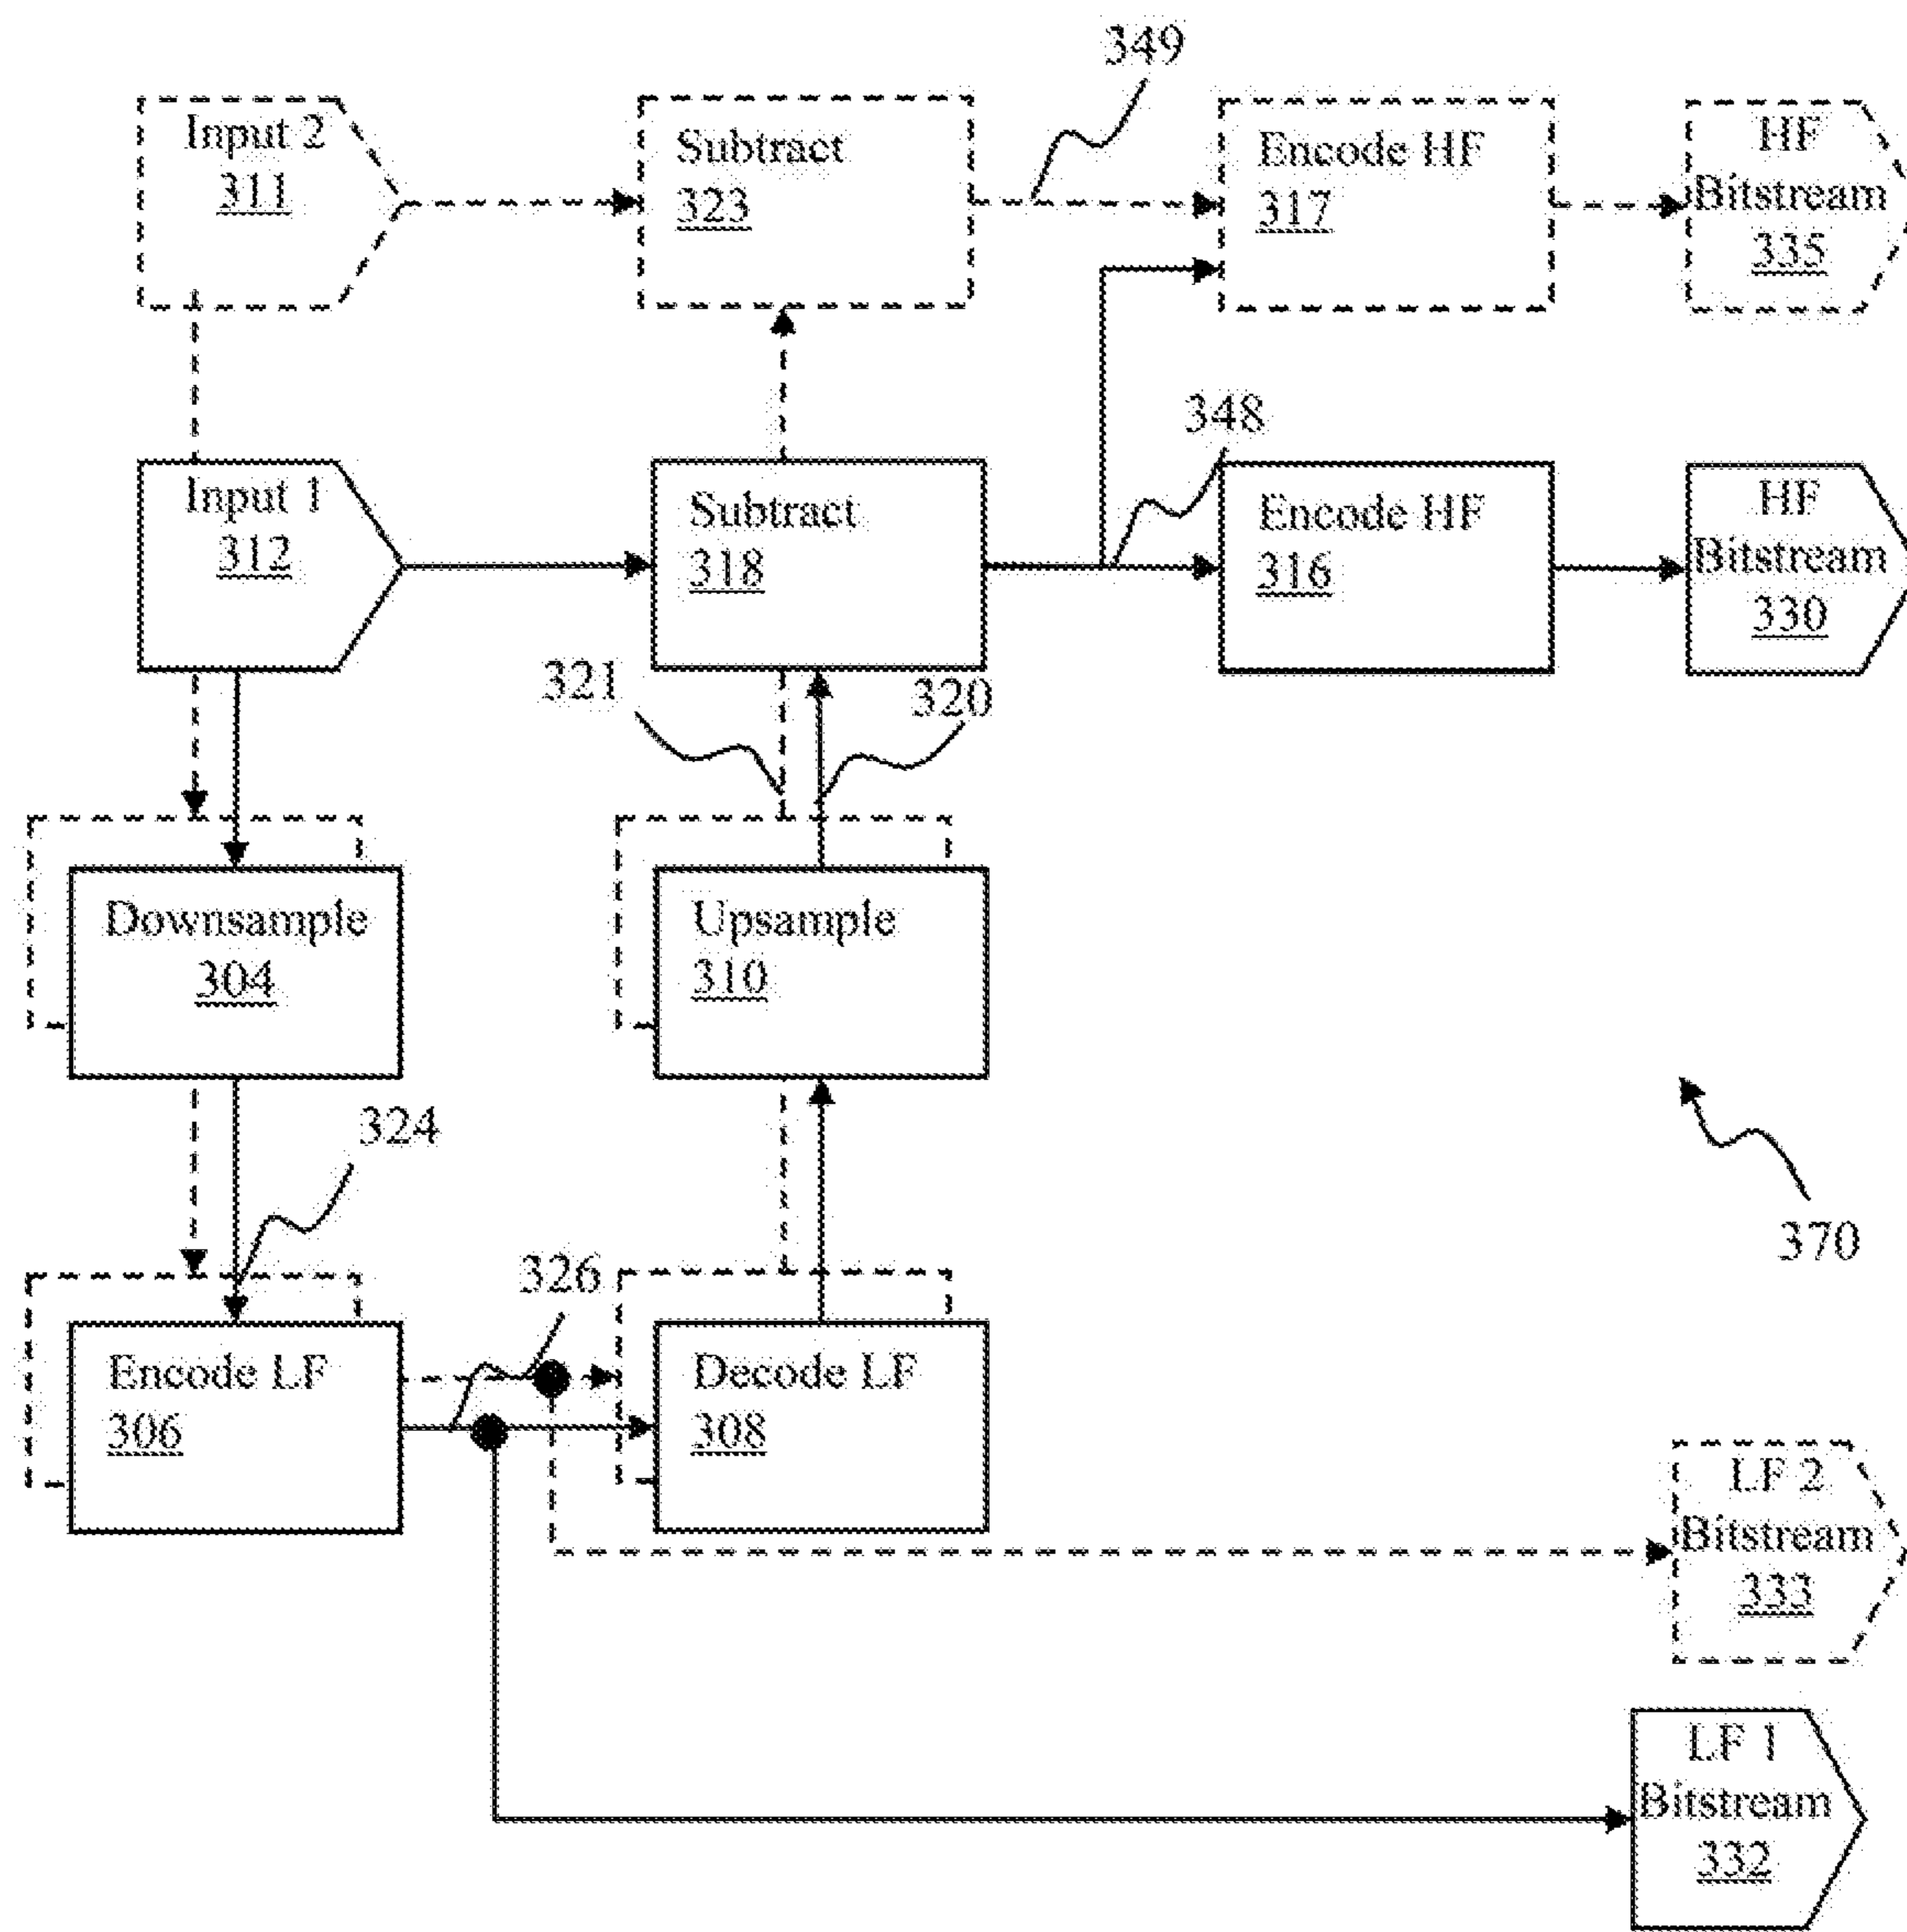 349
Input 2
311
Subtract
323
Encode HF
317
HF
Bitstream
335
348
Input 1
312
Subtract
318
Encode HF
316
HF
Bitstream
330
321
320
Downsample
304
Upsample
310
324
326
370
Encode LF
306
Decode LF
308
LF 2
Bitstream
333
LF 1
Bitstream
332